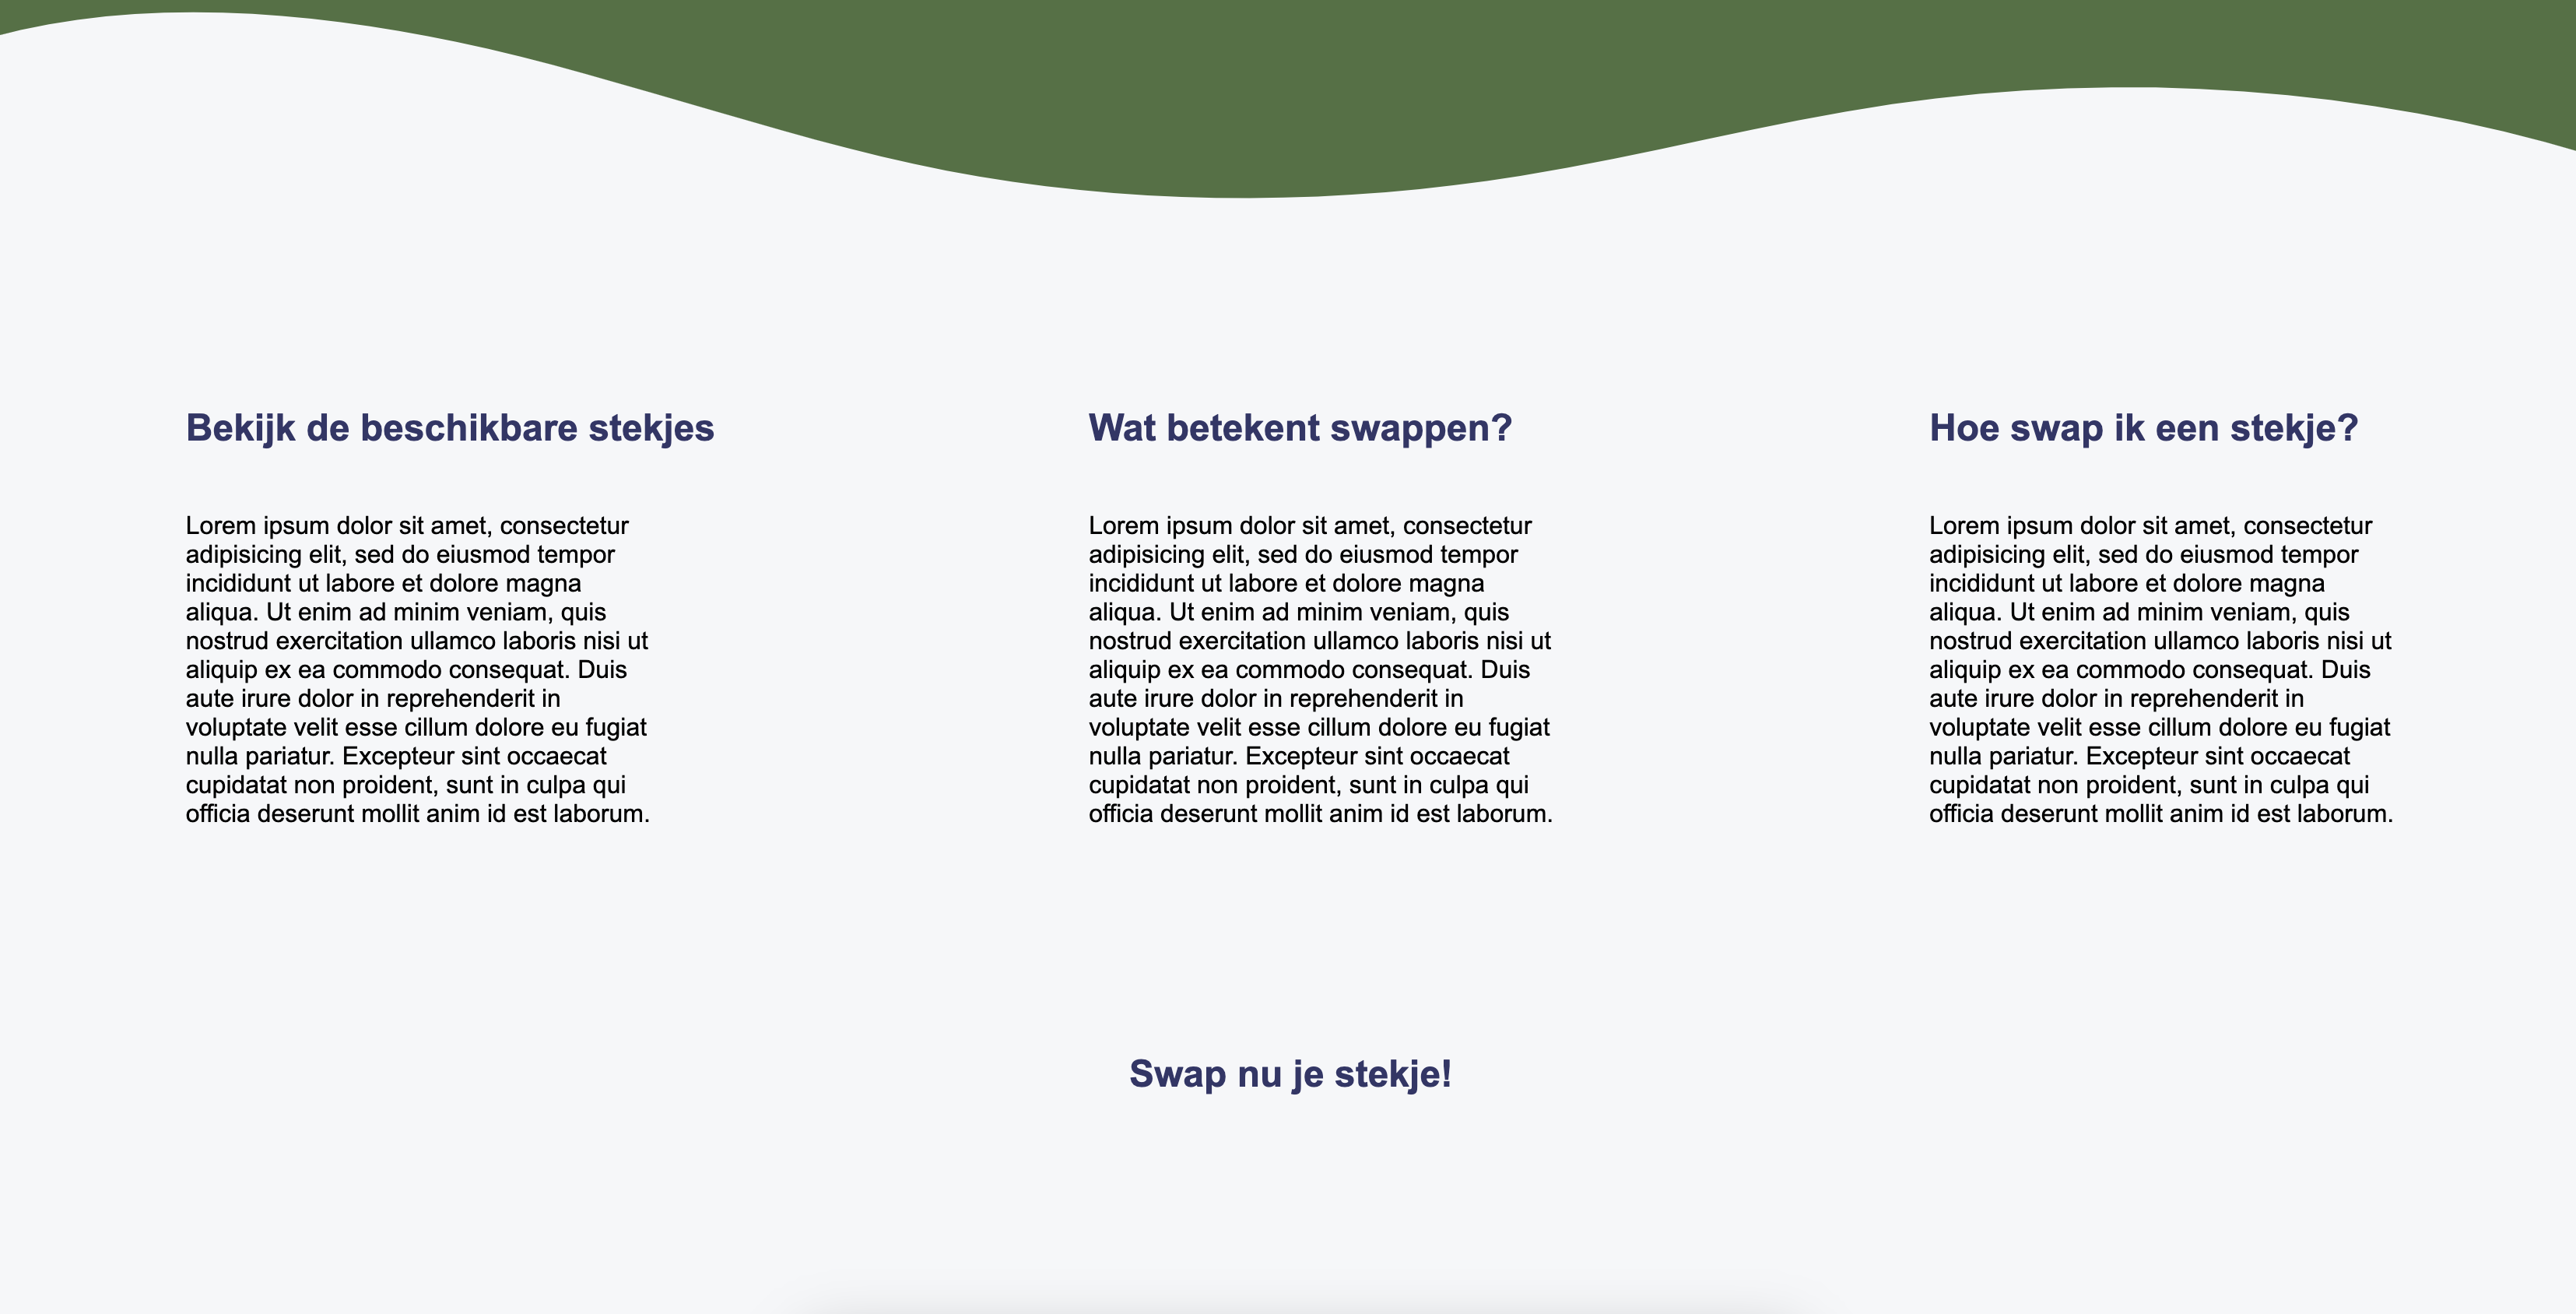 Bekijk de beschikbare stekjes
Lorem ipsum dolor sit amet, consectetur
adipisicing elit, sed do eiusmod tempor
incididunt ut labore et dolore magna
aliqua. Ut enim ad minim veniam, quis
nostrud exercitation ullamco laboris nisi ut
aliquip ex ea commodo consequat. Duis
aute irure dolor in reprehenderit in
voluptate velit esse cillum dolore eu fugiat
nulla pariatur. Excepteur sint occaecat
cupidatat non proident, sunt in culpa qui
officia deserunt mollit anim id est laborum.
Wat betekent swappen?
Lorem ipsum dolor sit amet, consectetur
adipisicing elit, sed do eiusmod tempor
incididunt ut labore et dolore magna
aliqua. Ut enim ad minim veniam, quis
nostrud exercitation ullamco laboris nisi ut
aliquip ex ea commodo consequat. Duis
aute irure dolor in reprehenderit in
voluptate velit esse cillum dolore eu fugiat
nulla pariatur. Excepteur sint occaecat
cupidatat non proident, sunt in culpa qui
officia deserunt mollit anim id est laborum.
Hoe swap ik een stekje?
Lorem ipsum dolor sit amet, consectetur
adipisicing elit, sed do eiusmod tempor
incididunt ut labore et dolore magna
aliqua. Ut enim ad minim veniam, quis
nostrud exercitation ullamco laboris nisi ut
aliquip ex ea commodo consequat. Duis
aute irure dolor in reprehenderit in
voluptate velit esse cillum dolore eu fugiat
nulla pariatur. Excepteur sint occaecat
cupidatat non proident, sunt in culpa qui
officia deserunt mollit anim id est laborum.
Swap nu je stekje!